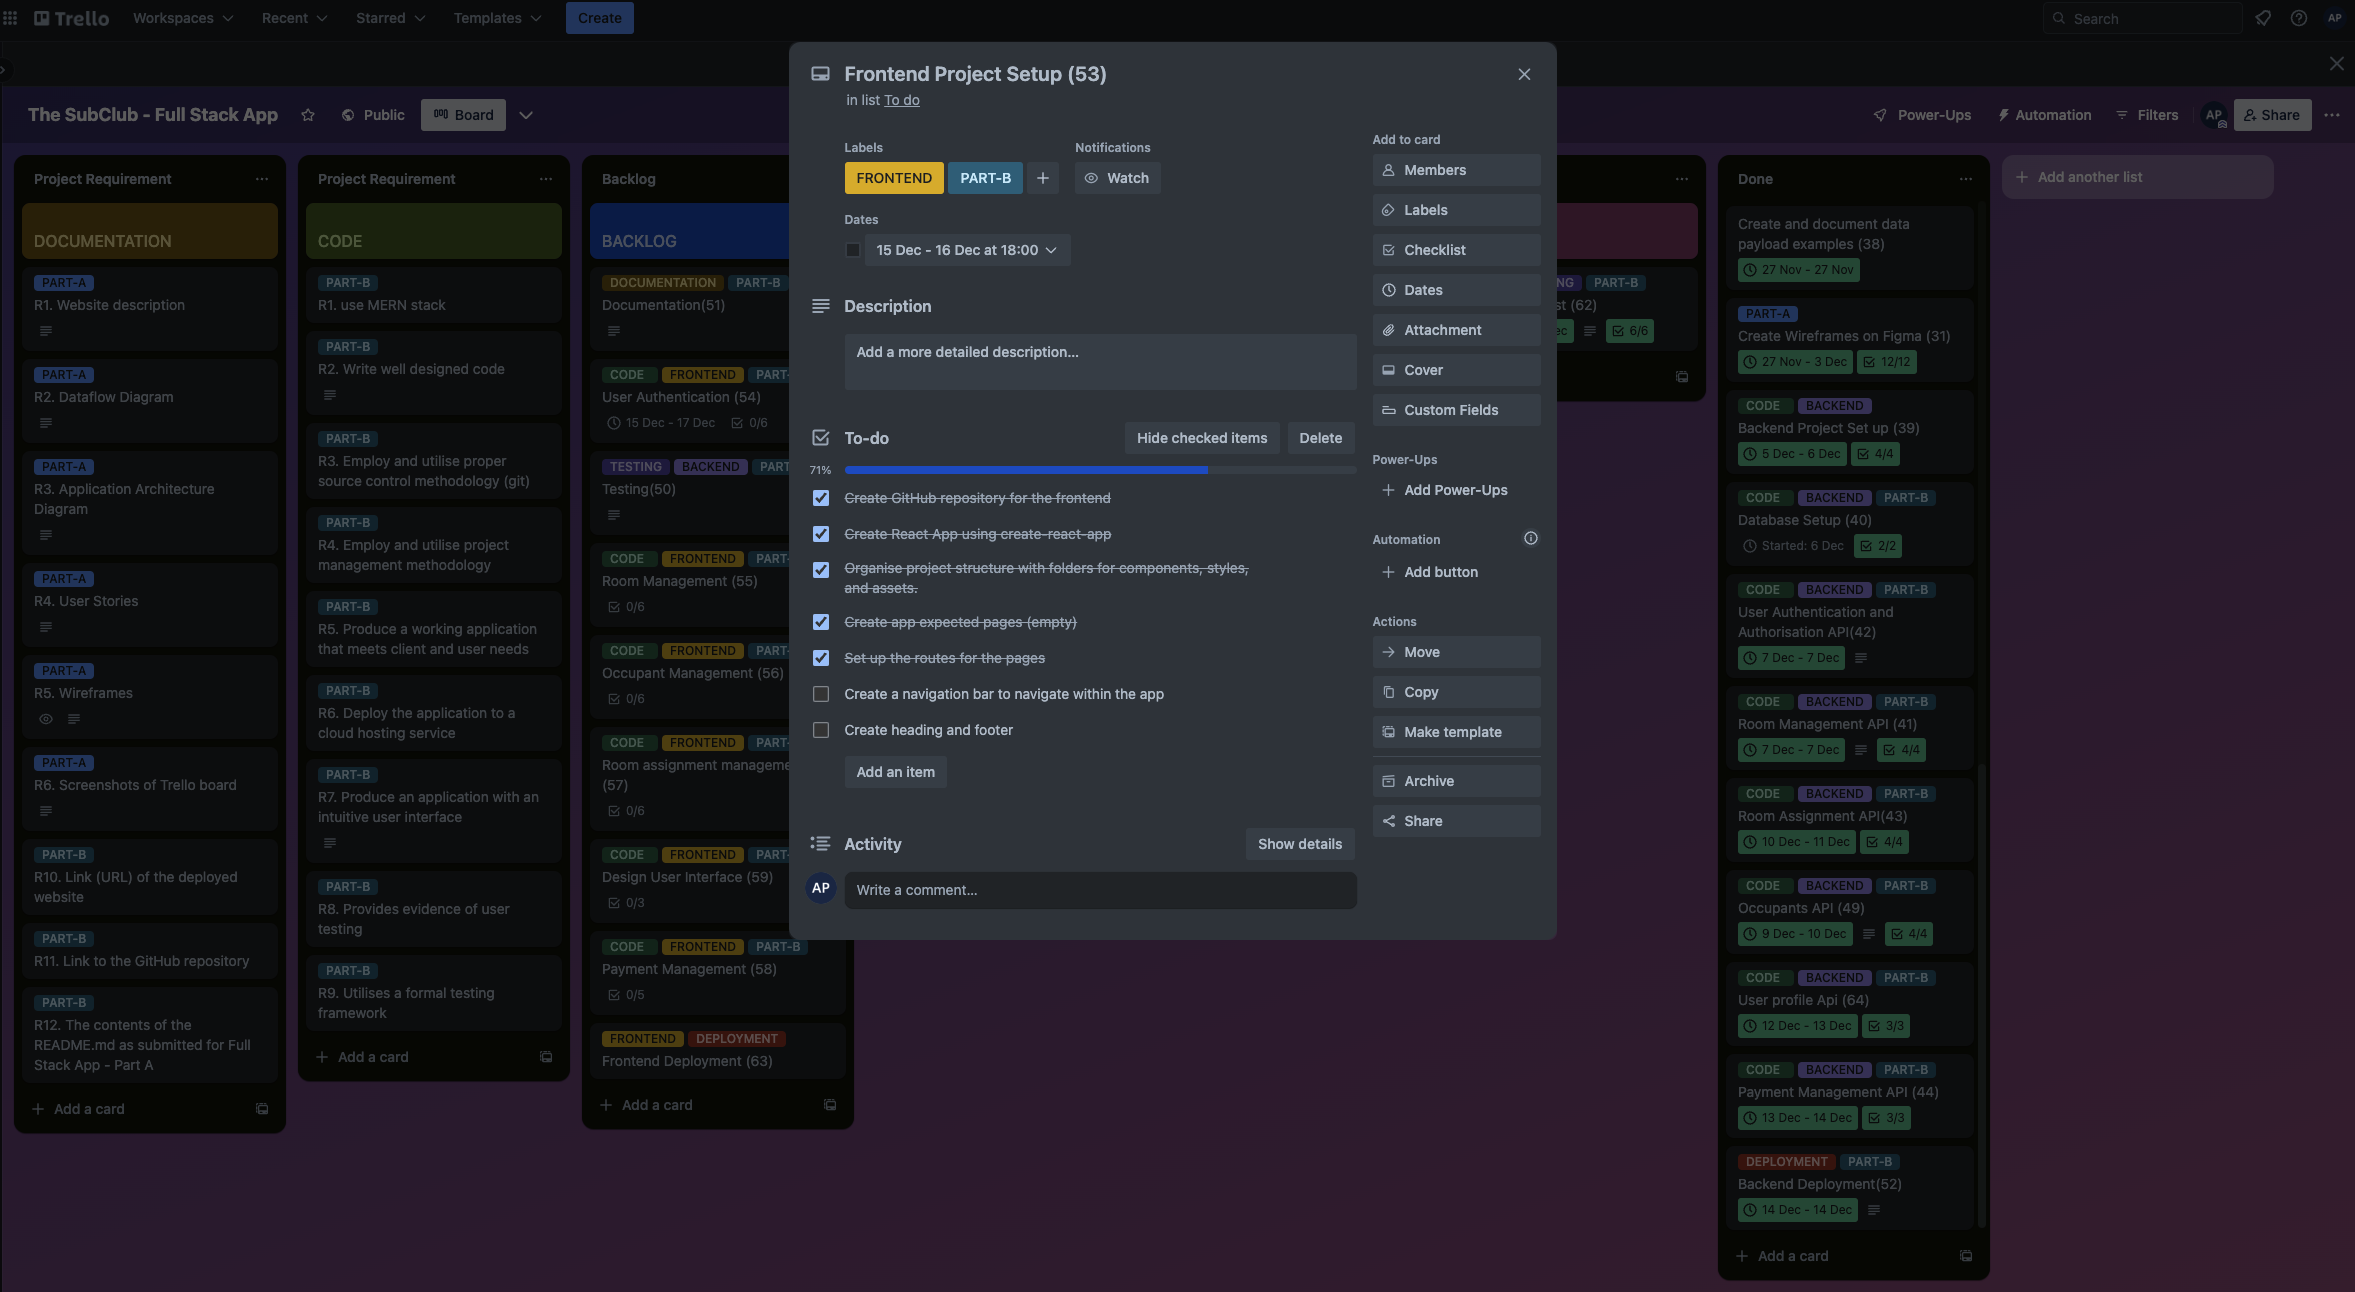 Trello
Workspaces
Recent
Starred
Templates
Create
Search
AP
The SubClub - Full Stack App
Public
Board
Power-Ups
Automation
Filters
AP
Share
Project Requirement
DOCUMENTATION
PART-A
R1. Website description
PART-A
R2. Dataflow Diagram
PART-A
R3. Application Architecture
Diagram
PART-A
R4. User Stories
PART-A
R5. Wireframes
PART-A
R6. Screenshots of Trello board
PART-B
R10. Link (URL) of the deployed
website
PART-B
R11. Link to the GitHub repository
PART-B
R12. The contents of the
README.md as submitted for Full
Stack App - Part A
Add a card
Project Requirement
CODE
PART-B
R1. use MERN stack
PART-B
R2. Write well designed code
PART-B
R3. Employ and utilise proper
source control methodology (git)
PART-B
R4. Employ and utilise project
management methodology
PART-B
R5. Produce a working application
that meets client and user needs
PART-B
R6. Deploy the application to a
cloud hosting service
PART-B
R7. Produce an application with an
intuitive user interface
PART-B
R8. Provides evidence of user
testing
PART-B
R9. Utilises a formal testing
framework
Add a card
Backlog
BACKLOG
DOCUMENTATION PART-B
Documentation(51)
CODE FRONTEND PART-
User Authentication (54)
15 Dec - 17 Dec 0/6
TESTING BACKEND PART
Testing(50)
CODE FRONTEND PART-
Room Management (55)
0/6
CODE FRONTEND PART-
Occupant Management (56)
0/6
CODE FRONTEND PART-
Room assignment manageme
(57)
0/6
CODE FRONTEND PART-
Design User Interface (59)
0/3
CODE FRONTEND PART-B
Payment Management (58)
0/5
FRONTEND DEPLOYMENT
Frontend Deployment (63)
Add a card
Frontend Project Setup (53)
in list To do
Labels
FRONTEND PART-B
Notifications
Watch
Dates
15 Dec - 16 Dec at 18:00
Description
Add a more detailed description...
To-do
Hide checked items
Delete
71%
Create GitHub repository for the frontend
Create React App using create-react-app
Organise project structure with folders for components, styles,
and assets.
Create app expected pages (empty)
Set up the routes for the pages
Create a navigation bar to navigate within the app
Create heading and footer
Add an item
Activity
Show details
AP
Write a comment...
Add to card
Members
Labels
Checklist
Dates
Attachment
Cover
Custom Fields
Power-Ups
Add Power-Ups
Automation
Add button
Actions
Move
Copy
Make template
Archive
Share
NG PART-B
st (62)
ec 6/6
Done
Create and document data
payload examples (38)
27 Nov - 27 Nov
PART-A
Create Wireframes on Figma (31)
27 Nov - 3 Dec 12/12
CODE BACKEND
Backend Project Set up (39)
5 Dec - 6 Dec 4/4
CODE BACKEND PART-B
Database Setup (40)
Started: 6 Dec 2/2
CODE BACKEND PART-B
User Authentication and
Authorisation API(42)
7 Dec - 7 Dec
CODE BACKEND PART-B
Room Management API (41)
7 Dec - 7 Dec 4/4
CODE BACKEND PART-B
Room Assignment API(43)
10 Dec - 11 Dec 4/4
CODE BACKEND PART-B
Occupants API (49)
9 Dec - 10 Dec 4/4
CODE BACKEND PART-B
User profile Api (64)
12 Dec - 13 Dec 3/3
CODE BACKEND PART-B
Payment Management API (44)
13 Dec - 14 Dec 3/3
DEPLOYMENT PART-B
Backend Deployment(52)
14 Dec - 14 Dec
Add a card
Add another list